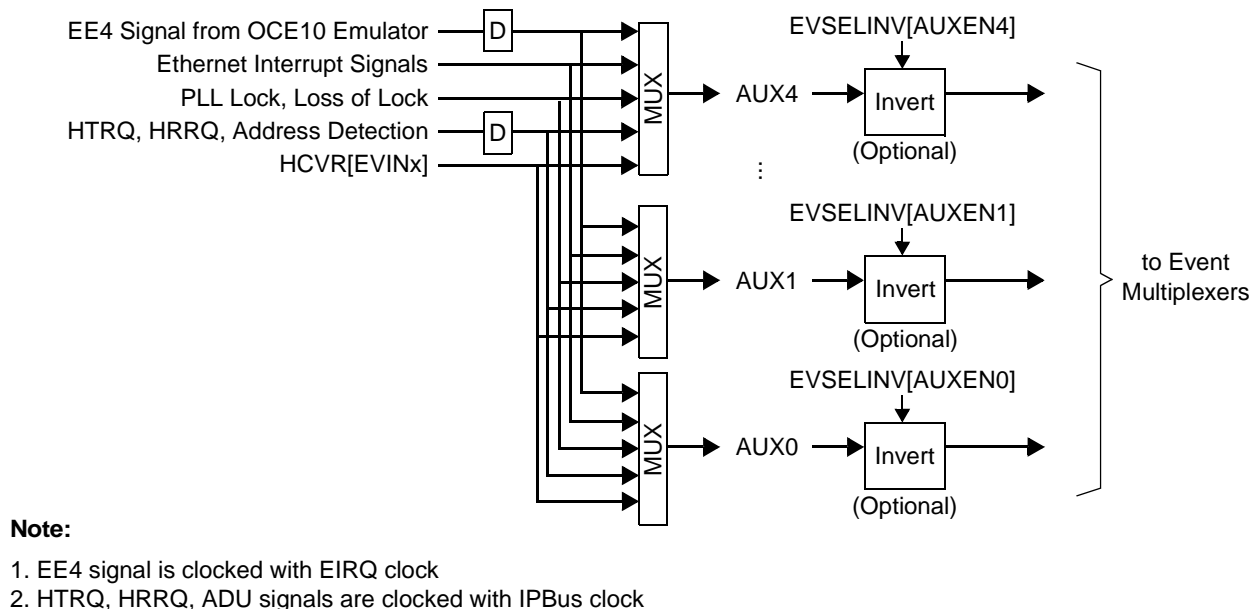 EE4 Signal from OCE10 Emulator
D
Ethernet Interrupt Signals
PLL Lock, Loss of Lock
HTRQ, HRRQ, Address Detection
D
HCVR[EVINx]
MUX
AUX4
EVSELINV[AUXEN4]
Invert
(Optional)
...
MUX
AUX1
EVSELINV[AUXEN1]
Invert
(Optional)
MUX
AUX0
EVSELINV[AUXEN0]
Invert
(Optional)
to Event
Multiplexers
Note:
1. EE4 signal is clocked with EIRQ clock
2. HTRQ, HRRQ, ADU signals are clocked with IPBus clock